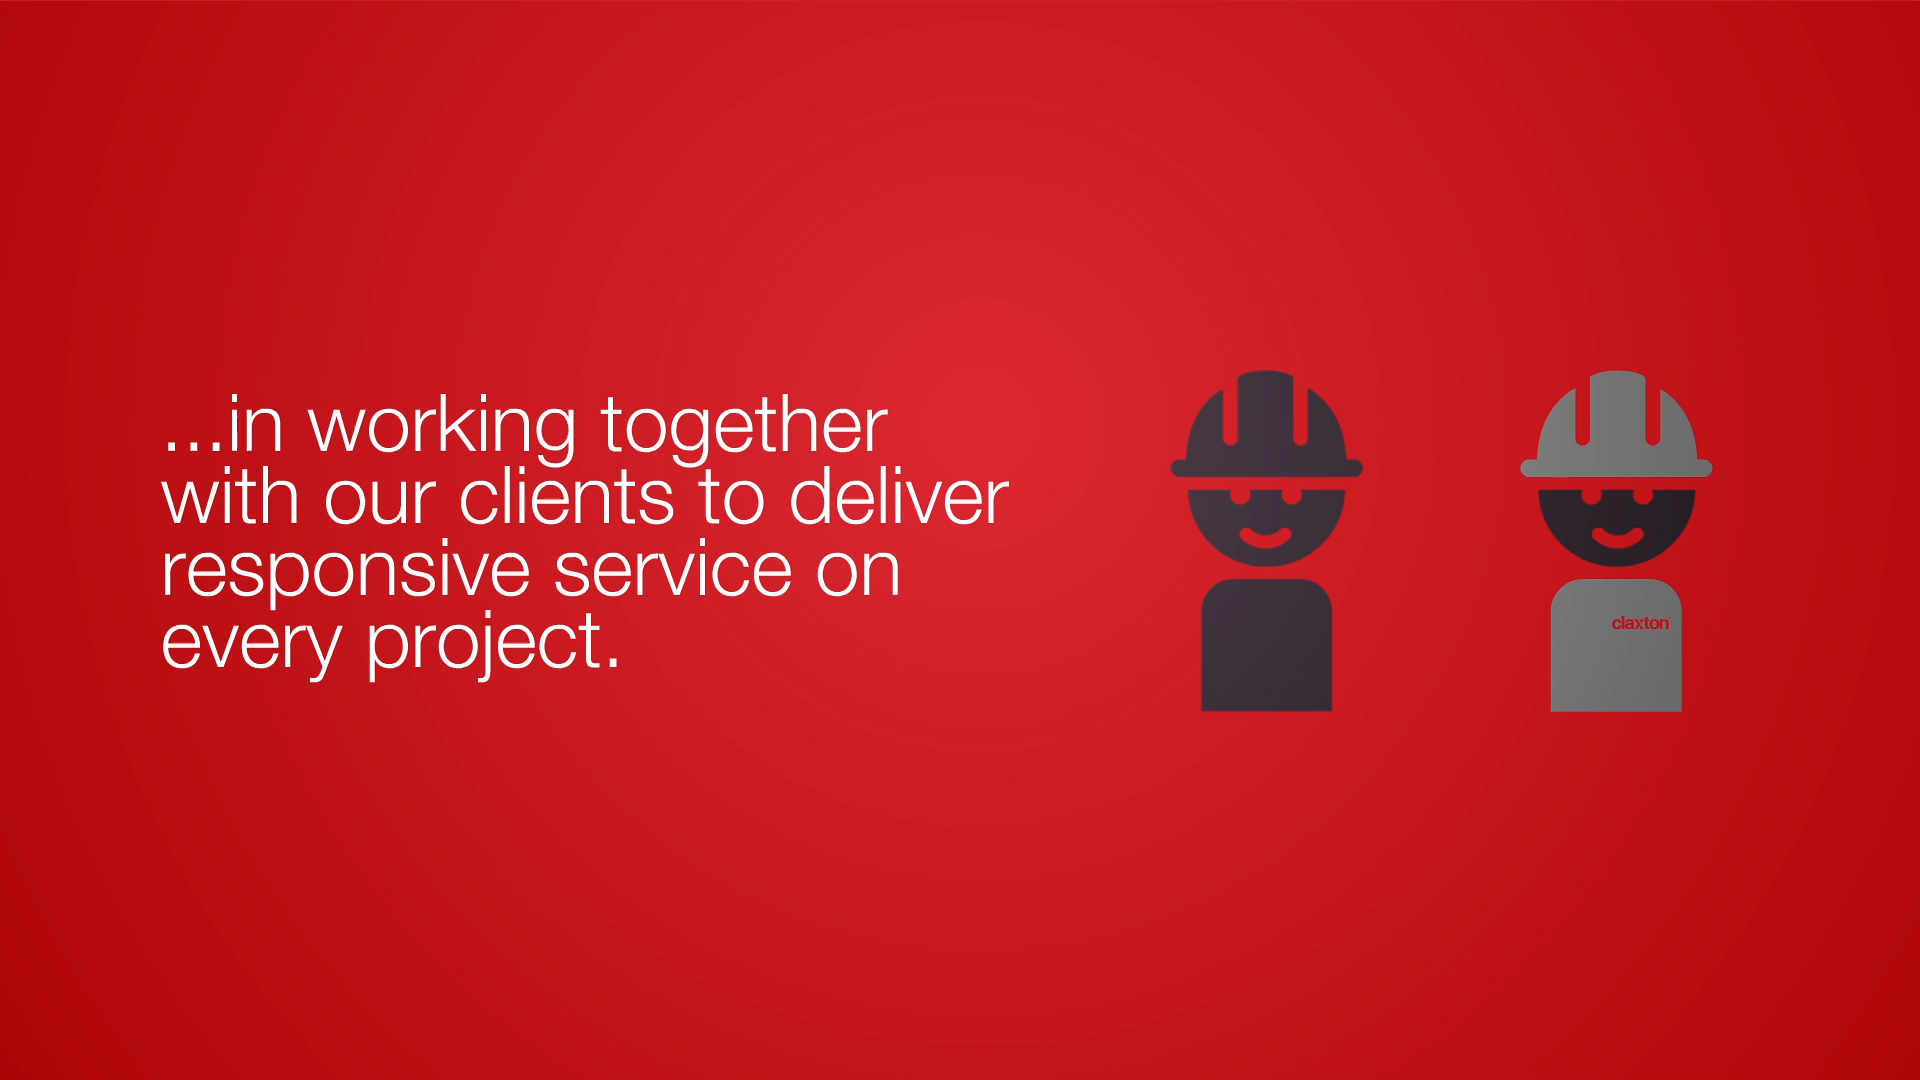 ...in working together
with our clients to deliver
responsive service on
every project.
claxton